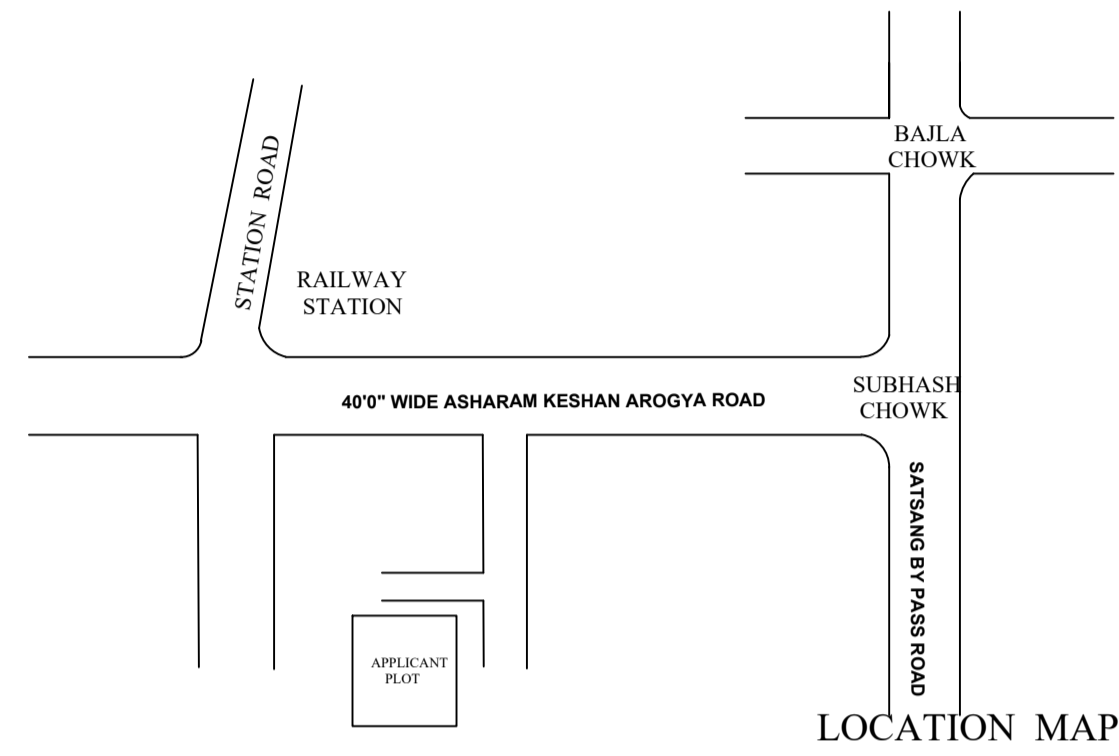 BAJLA
CHOWK
STATION ROAD
RAILWAY
STATION
40'0" WIDE ASHARAM KESHAN AROGYA ROAD
SUBHASH
CHOWK
SATSANG BY PASS ROAD
APPLICANT
PLOT
LOCATION MAP